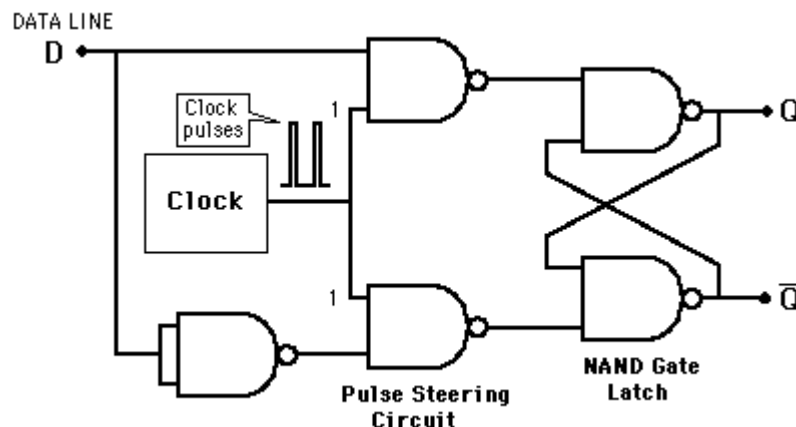 DATA LINE
D
Clock
pulses
1
Clock
Q
1
Q̅
Pulse Steering
Circuit
NAND Gate
Latch